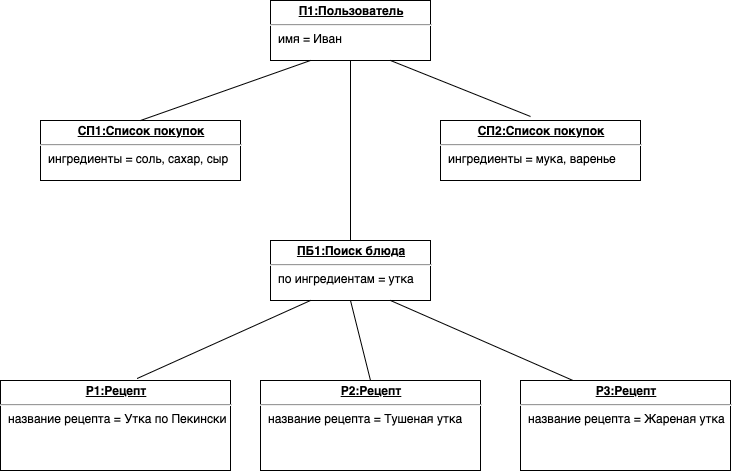 П1:Пользователь
имя = Иван
СП1:Список покупок
ингредиенты = соль, сахар, сыр
СП2:Список покупок
ингредиенты = мука, варенье
ПБ1:Поиск блюда
по ингредиентам = утка
Р1:Рецепт
название рецепта = Утка по Пекински
Р2:Рецепт
название рецепта = Тушеная утка
Р3:Рецепт
название рецепта = Жареная утка